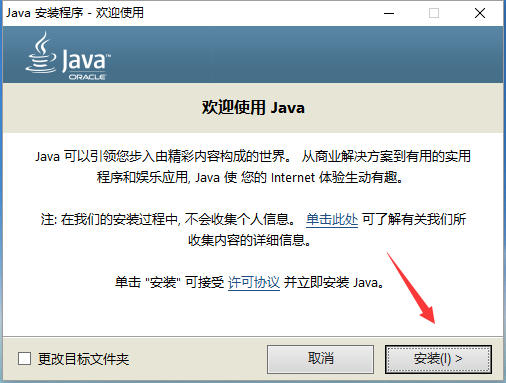 Java 安装程序 - 欢迎使用
Java™
ORACLE
欢迎使用 Java
Java 可以引领您步入由精彩内容构成的世界。 从商业解决方案到有用的实用
程序和娱乐应用, Java 使 您的 Internet 体验生动有趣。
注: 在我们的安装过程中, 不会收集个人信息。 单击此处 可了解有关我们所
收集内容的详细信息。
单击 "安装" 可接受 许可协议 并立即安装 Java。
更改目标文件夹
取消
安装(I) >